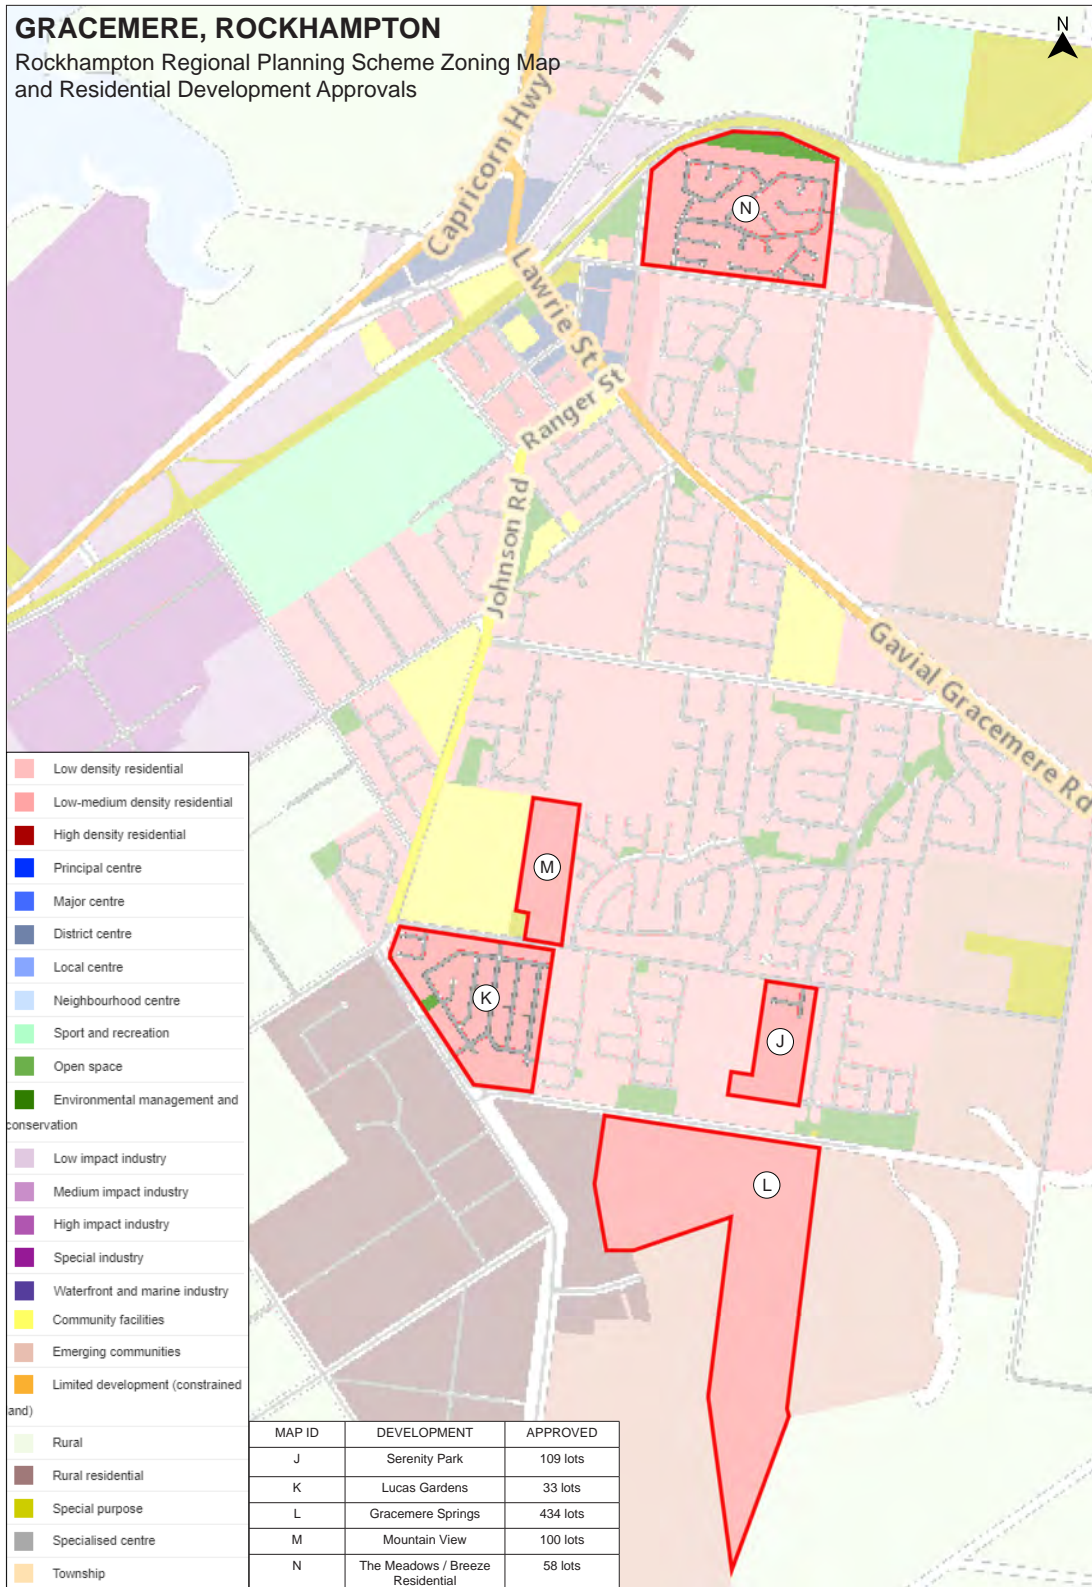 GRACEMERE, ROCKHAMPTON
Rockhampton Regional Planning Scheme Zoning Map
and Residential Development Approvals
N
Capricorn Hwy
Lawrie St
Ranger St
Johnson Rd
Gavial Gracemere Rd
N
M
K
J
L
Low density residential
Low-medium density residential
High density residential
Principal centre
Major centre
District centre
Local centre
Neighbourhood centre
Sport and recreation
Open space
Environmental management and
conservation
Low impact industry
Medium impact industry
High impact industry
Special industry
Waterfront and marine industry
Community facilities
Emerging communities
Limited development (constrained
and)
Rural
Rural residential
Special purpose
Specialised centre
Township
MAP ID DEVELOPMENT APPROVED
J Serenity Park 109 lots
K Lucas Gardens 33 lots
L Gracemere Springs 434 lots
M Mountain View 100 lots
N The Meadows / Breeze 58 lots
Residential